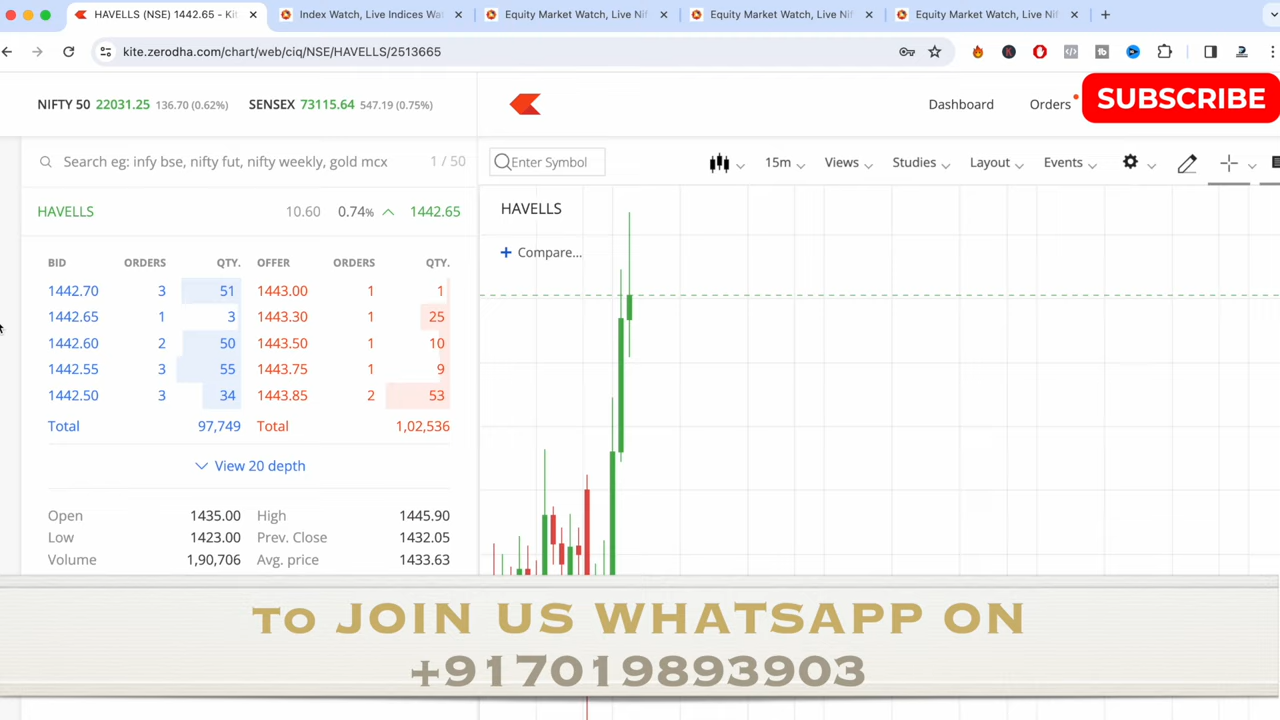 HAVELLS (NSE) 1442.65 - Kit
Index Watch, Live Indices Wa
Equity Market Watch, Live Nif
Equity Market Watch, Live Nif
Equity Market Watch, Live Nif
kite.zerodha.com/chart/web/ciq/NSE/HAVELLS/2513665
NIFTY 50 22031.25 136.70 (0.62%) SENSEX 73115.64 547.19 (0.75%)
Dashboard Orders
SUBSCRIBE
Search eg: infy bse, nifty fut, nifty weekly, gold mcx 1 / 50
Enter Symbol 15m Views Studies Layout Events
HAVELLS 10.60 0.74% 1442.65
HAVELLS
+ Compare...
BID ORDERS QTY. OFFER ORDERS QTY.
1442.70 3 51 1443.00 1 1
1442.65 1 3 1443.30 1 25
1442.60 2 50 1443.50 1 10
1442.55 3 55 1443.75 1 9
1442.50 3 34 1443.85 2 53
Total 97,749 Total 1,02,536
View 20 depth
Open 1435.00 High 1445.90
Low 1423.00 Prev. Close 1432.05
Volume 1,90,706 Avg. price 1433.63
To JOIN US WHATSAPP ON
+917019893903